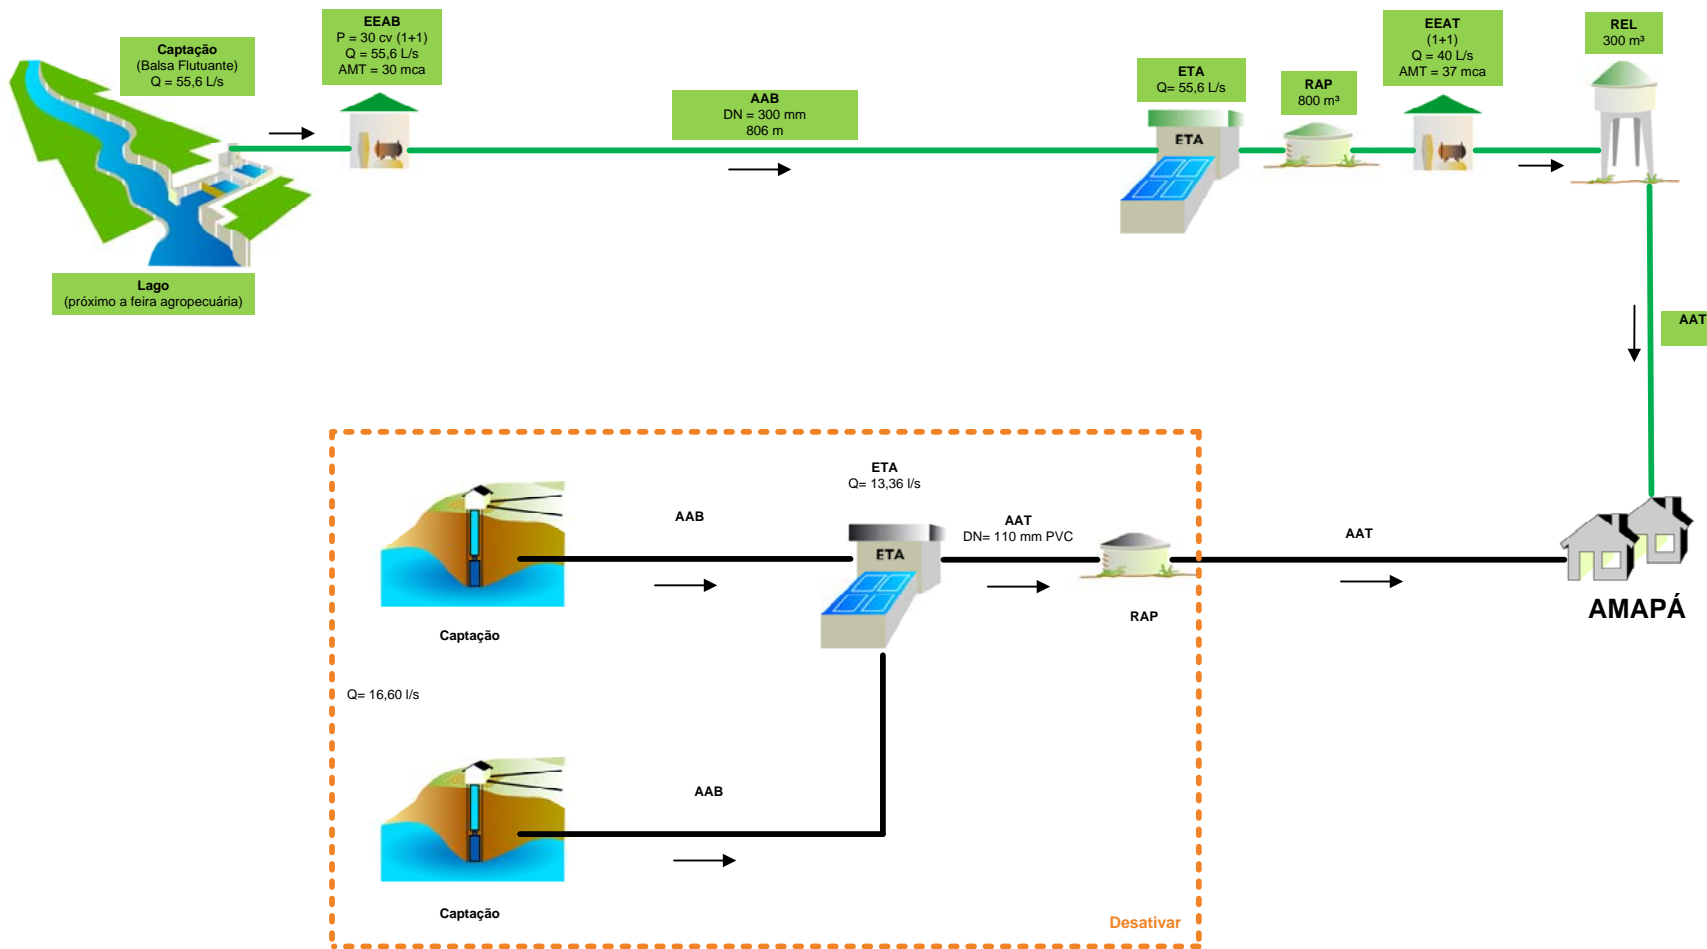 Captação
(Balsa Flutuante)
Q = 55,6 L/s
EEAB
P = 30 cv (1+1)
Q = 55,6 L/s
AMT = 30 mca
AAB
DN = 300 mm
806 m
ETA
Q= 55,6 L/s
ETA
RAP
800 m³
EEAT
(1+1)
Q = 40 L/s
AMT = 37 mca
REL
300 m³
Lago
(próximo a feira agropecuária)
AAT
AAB
ETA
Q= 13,36 l/s
ETA
AAT
DN= 110 mm PVC
AAT
RAP
AMAPÁ
Captação
Q= 16,60 l/s
AAB
Captação
Desativar